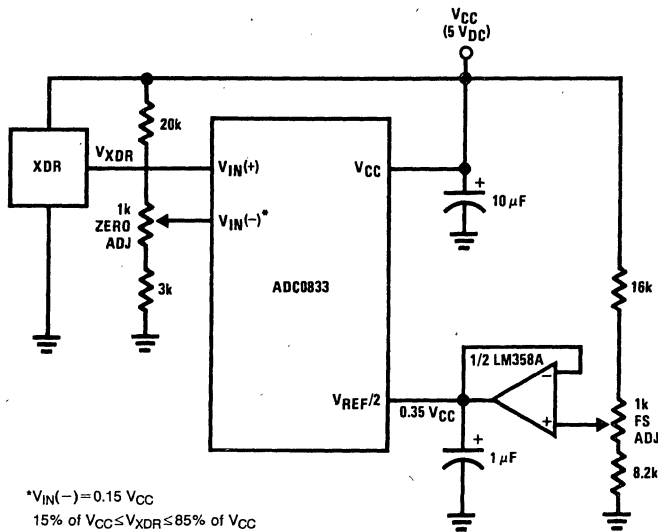 VCC
(5 VDC)
20k
XDR
VXDR
VIN(+)
VCC
+
10 µF
1k
ZERO
ADJ
VIN(−)*
3k
ADC0833
16k
1/2 LM358A
−
+
VREF/2
0.35 VCC
1k
FS
ADJ
+
1 µF
8.2k
*VIN(−)=0.15 VCC
15% of VCC≤VXDR≤85% of VCC